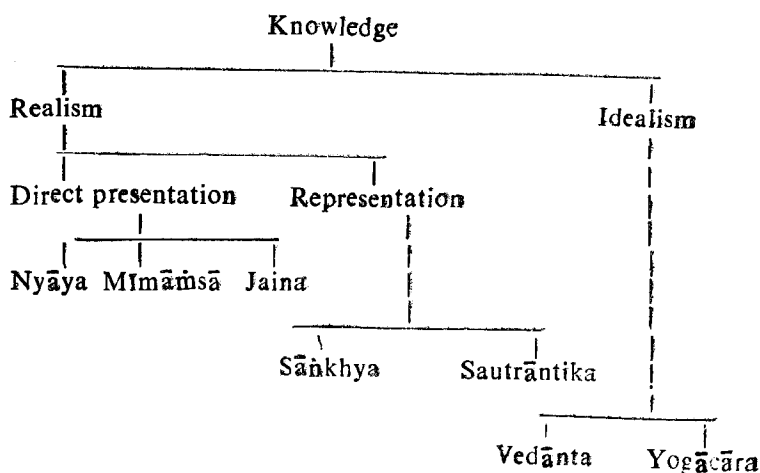 Knowledge
Realism
Idealism
Direct presentation Representation
Nyāya Mīmāṁsā Jaina
Sāṅkhya Sautrāntika
Vedānta Yogācāra